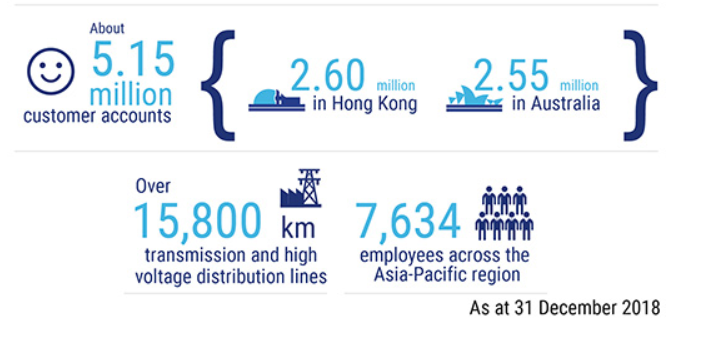 About
5.15
million
customer accounts
2.60 million
in Hong Kong
2.55 million
in Australia
Over
15,800 km
transmission and high
voltage distribution lines
7,634
employees across the
Asia-Pacific region
As at 31 December 2018